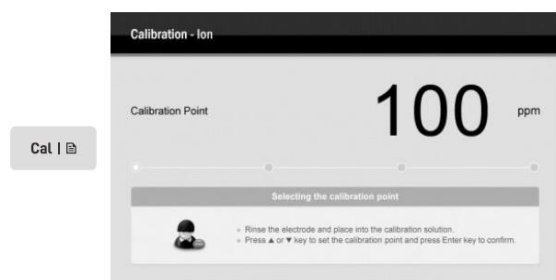 Calibration - Ion
Calibration Point
100 ppm
Cal |
Selecting the calibration point
Rinse the electrode and place into the calibration solution.
Press ▲ or ▼ key to set the calibration point and press Enter key to confirm.